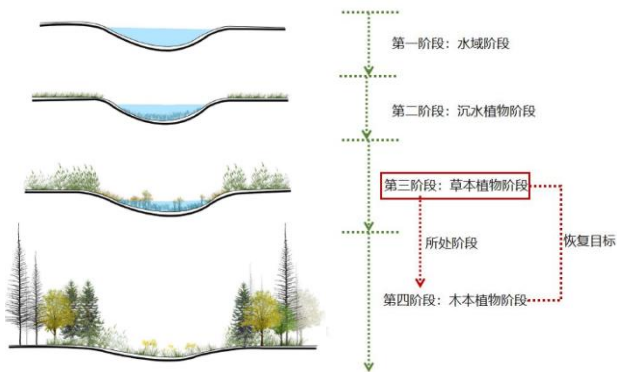 第一阶段：水域阶段
第二阶段：沉水植物阶段
第三阶段：草本植物阶段
所处阶段
恢复目标
第四阶段：木本植物阶段